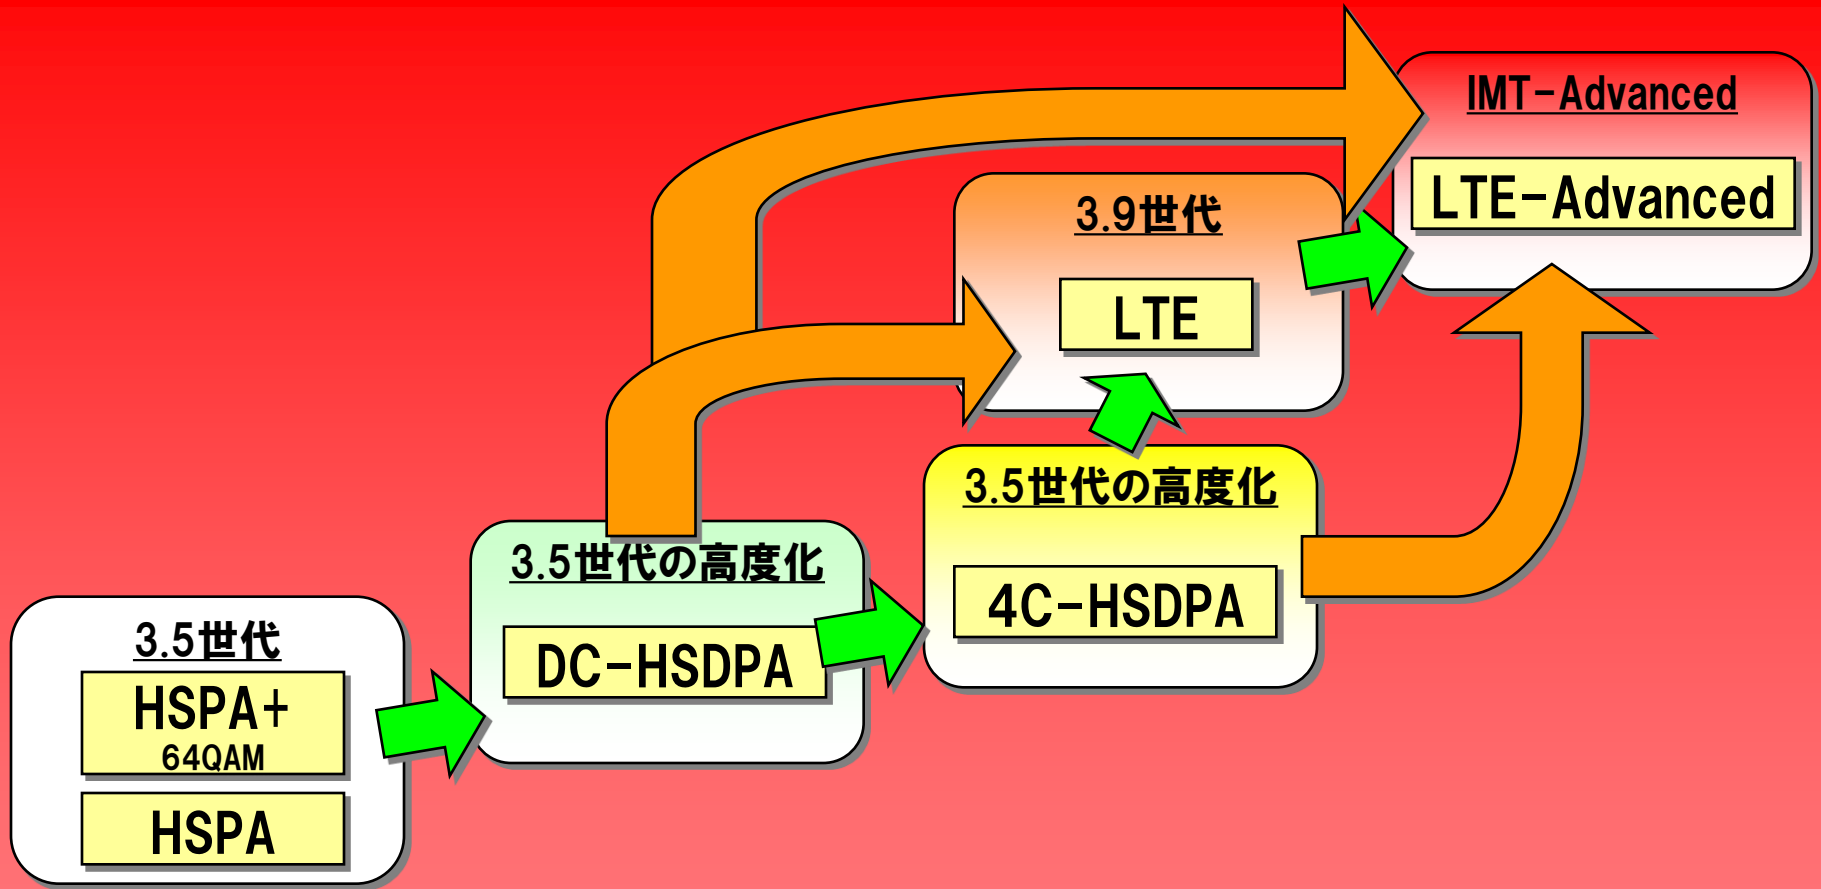 IMT-Advanced
LTE-Advanced
3.9世代
LTE
3.5世代の高度化
4C-HSDPA
3.5世代の高度化
DC-HSDPA
3.5世代
HSPA+
64QAM
HSPA